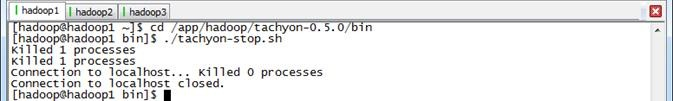 hadoop1 hadoop2 hadoop3
[hadoop@hadoop1 ~]$ cd /app/hadoop/tachyon-0.5.0/bin
[hadoop@hadoop1 bin]$ ./tachyon-stop.sh
Killed 1 processes
Killed 1 processes
Connection to localhost... Killed 0 processes
Connection to localhost closed.
[hadoop@hadoop1 bin]$